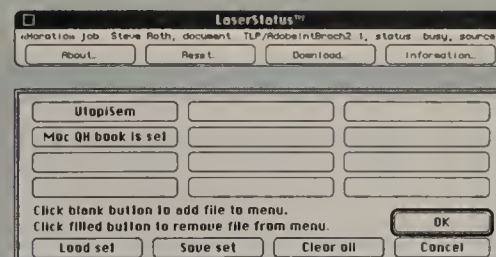 LaserStatus™
job Steve Roth, document TLP/AdobeIntBroch2 1, status busy, source
About... Reset... Download... Information...
UtopiSem
Mac QH book is set
Click blank button to add file to menu.
Click filled button to remove file from menu.
OK
Load set Save set Clear all Cancel